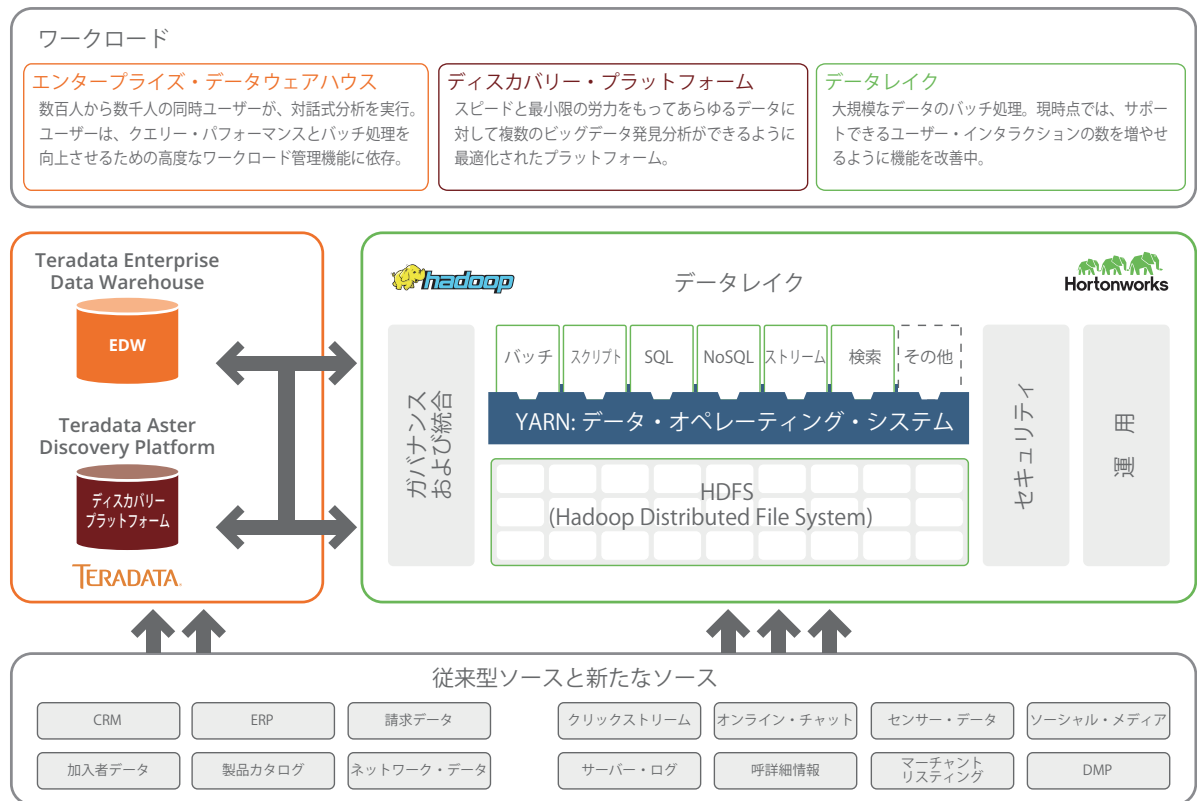 ワークロード
エンタープライズ・データウェアハウス
数百人から数千人の同時ユーザーが、対話式分析を実行。
ユーザーは、クエリー・パフォーマンスとバッチ処理を
向上させるための高度なワークロード管理機能に依存。
ディスカバリー・プラットフォーム
スピードと最小限の労力をもってあらゆるデータに
対して複数のビッグデータ発見分析ができるように
最適化されたプラットフォーム。
データレイク
大規模なデータのバッチ処理。現時点では、サポー
トできるユーザー・インタラクションの数を増やせ
るように機能を改善中。
Teradata Enterprise
Data Warehouse
EDW
Teradata Aster
Discovery Platform
ディスカバリー
プラットフォーム
TERADATA.
hadoop
データレイク
Hortonworks
ガバナンス
および統合
バッチ
スクリプト
SQL
NoSQL
ストリーム
検索
その他
YARN: データ・オペレーティング・システム
HDFS
(Hadoop Distributed File System)
セキュリティ
運用
従来型ソースと新たなソース
CRM
ERP
請求データ
クリックストリーム
オンライン・チャット
センサー・データ
ソーシャル・メディア
加入者データ
製品カタログ
ネットワーク・データ
サーバー・ログ
呼詳細情報
マーチャント
リスティング
DMP